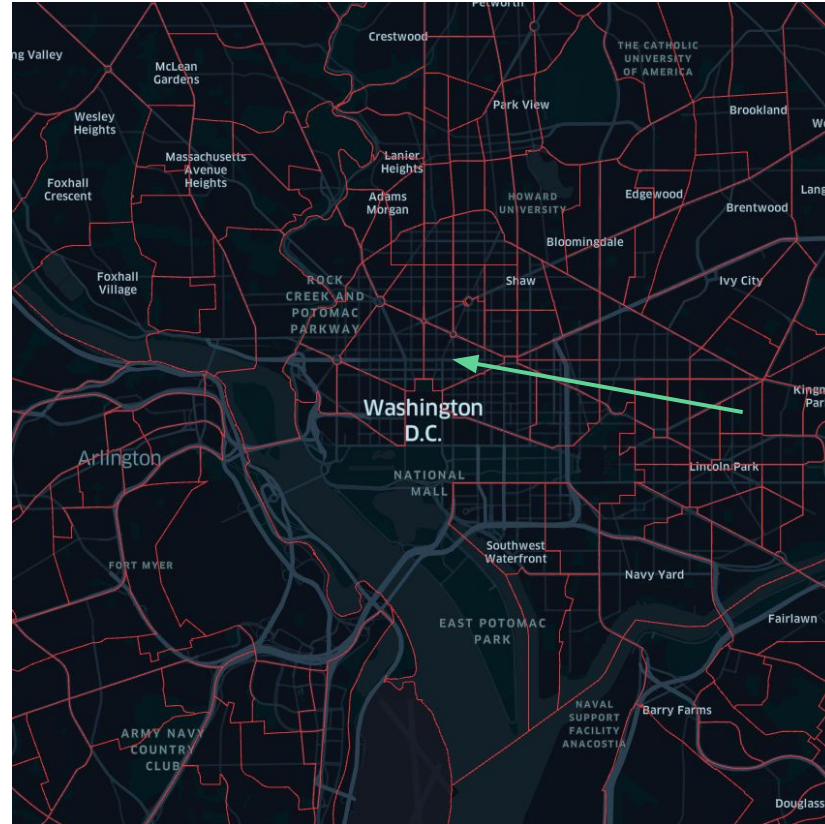 Petworth
Crestwood
ng Valley
McLean
Gardens
THE CATHOLIC
UNIVERSITY
OF AMERICA
Park View
Brookland
Wesley
Heights
Massachusetts
Avenue
Heights
Lanier
Heights
Foxhall
Crescent
Adams
Morgan
HOWARD
UNIVERSITY
Edgewood
Brentwood
Lang
Bloomingdale
Foxhall
Village
ROCK
CREEK AND
POTOMAC
PARKWAY
Shaw
Ivy City
Kingm
Par
Washington
D.C.
Arlington
Lincoln Park
NATIONAL
MALL
Southwest
Waterfront
FORT MYER
Navy Yard
EAST POTOMAC
PARK
Fairlawn
NAVAL
SUPPORT
FACILITY
ANACOSTIA
Barry Farms
ARMY NAVY
COUNTRY
CLUB
Douglass